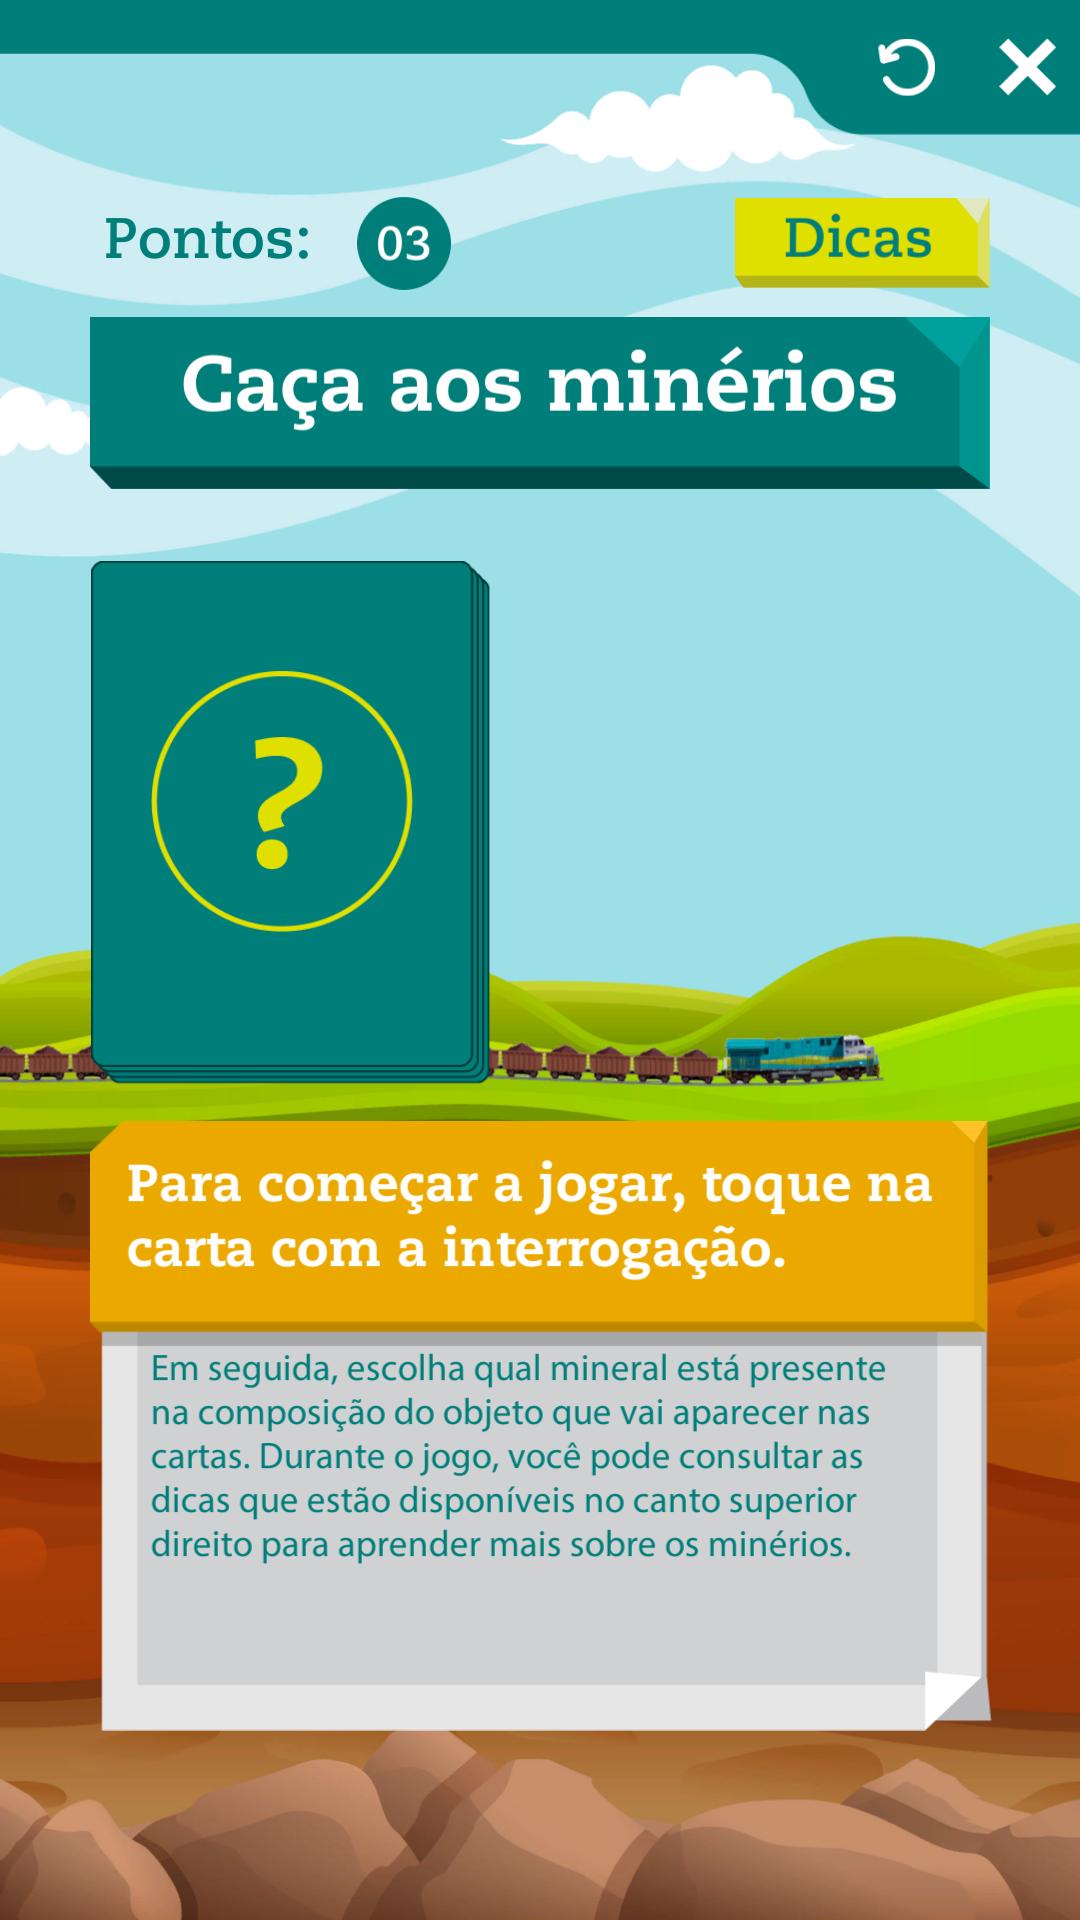 Pontos: 03
Dicas
Caça aos minérios
?
Para começar a jogar, toque na
carta com a interrogação.
Em seguida, escolha qual mineral está presente
na composição do objeto que vai aparecer nas
cartas. Durante o jogo, você pode consultar as
dicas que estão disponíveis no canto superior
direito para aprender mais sobre os minérios.